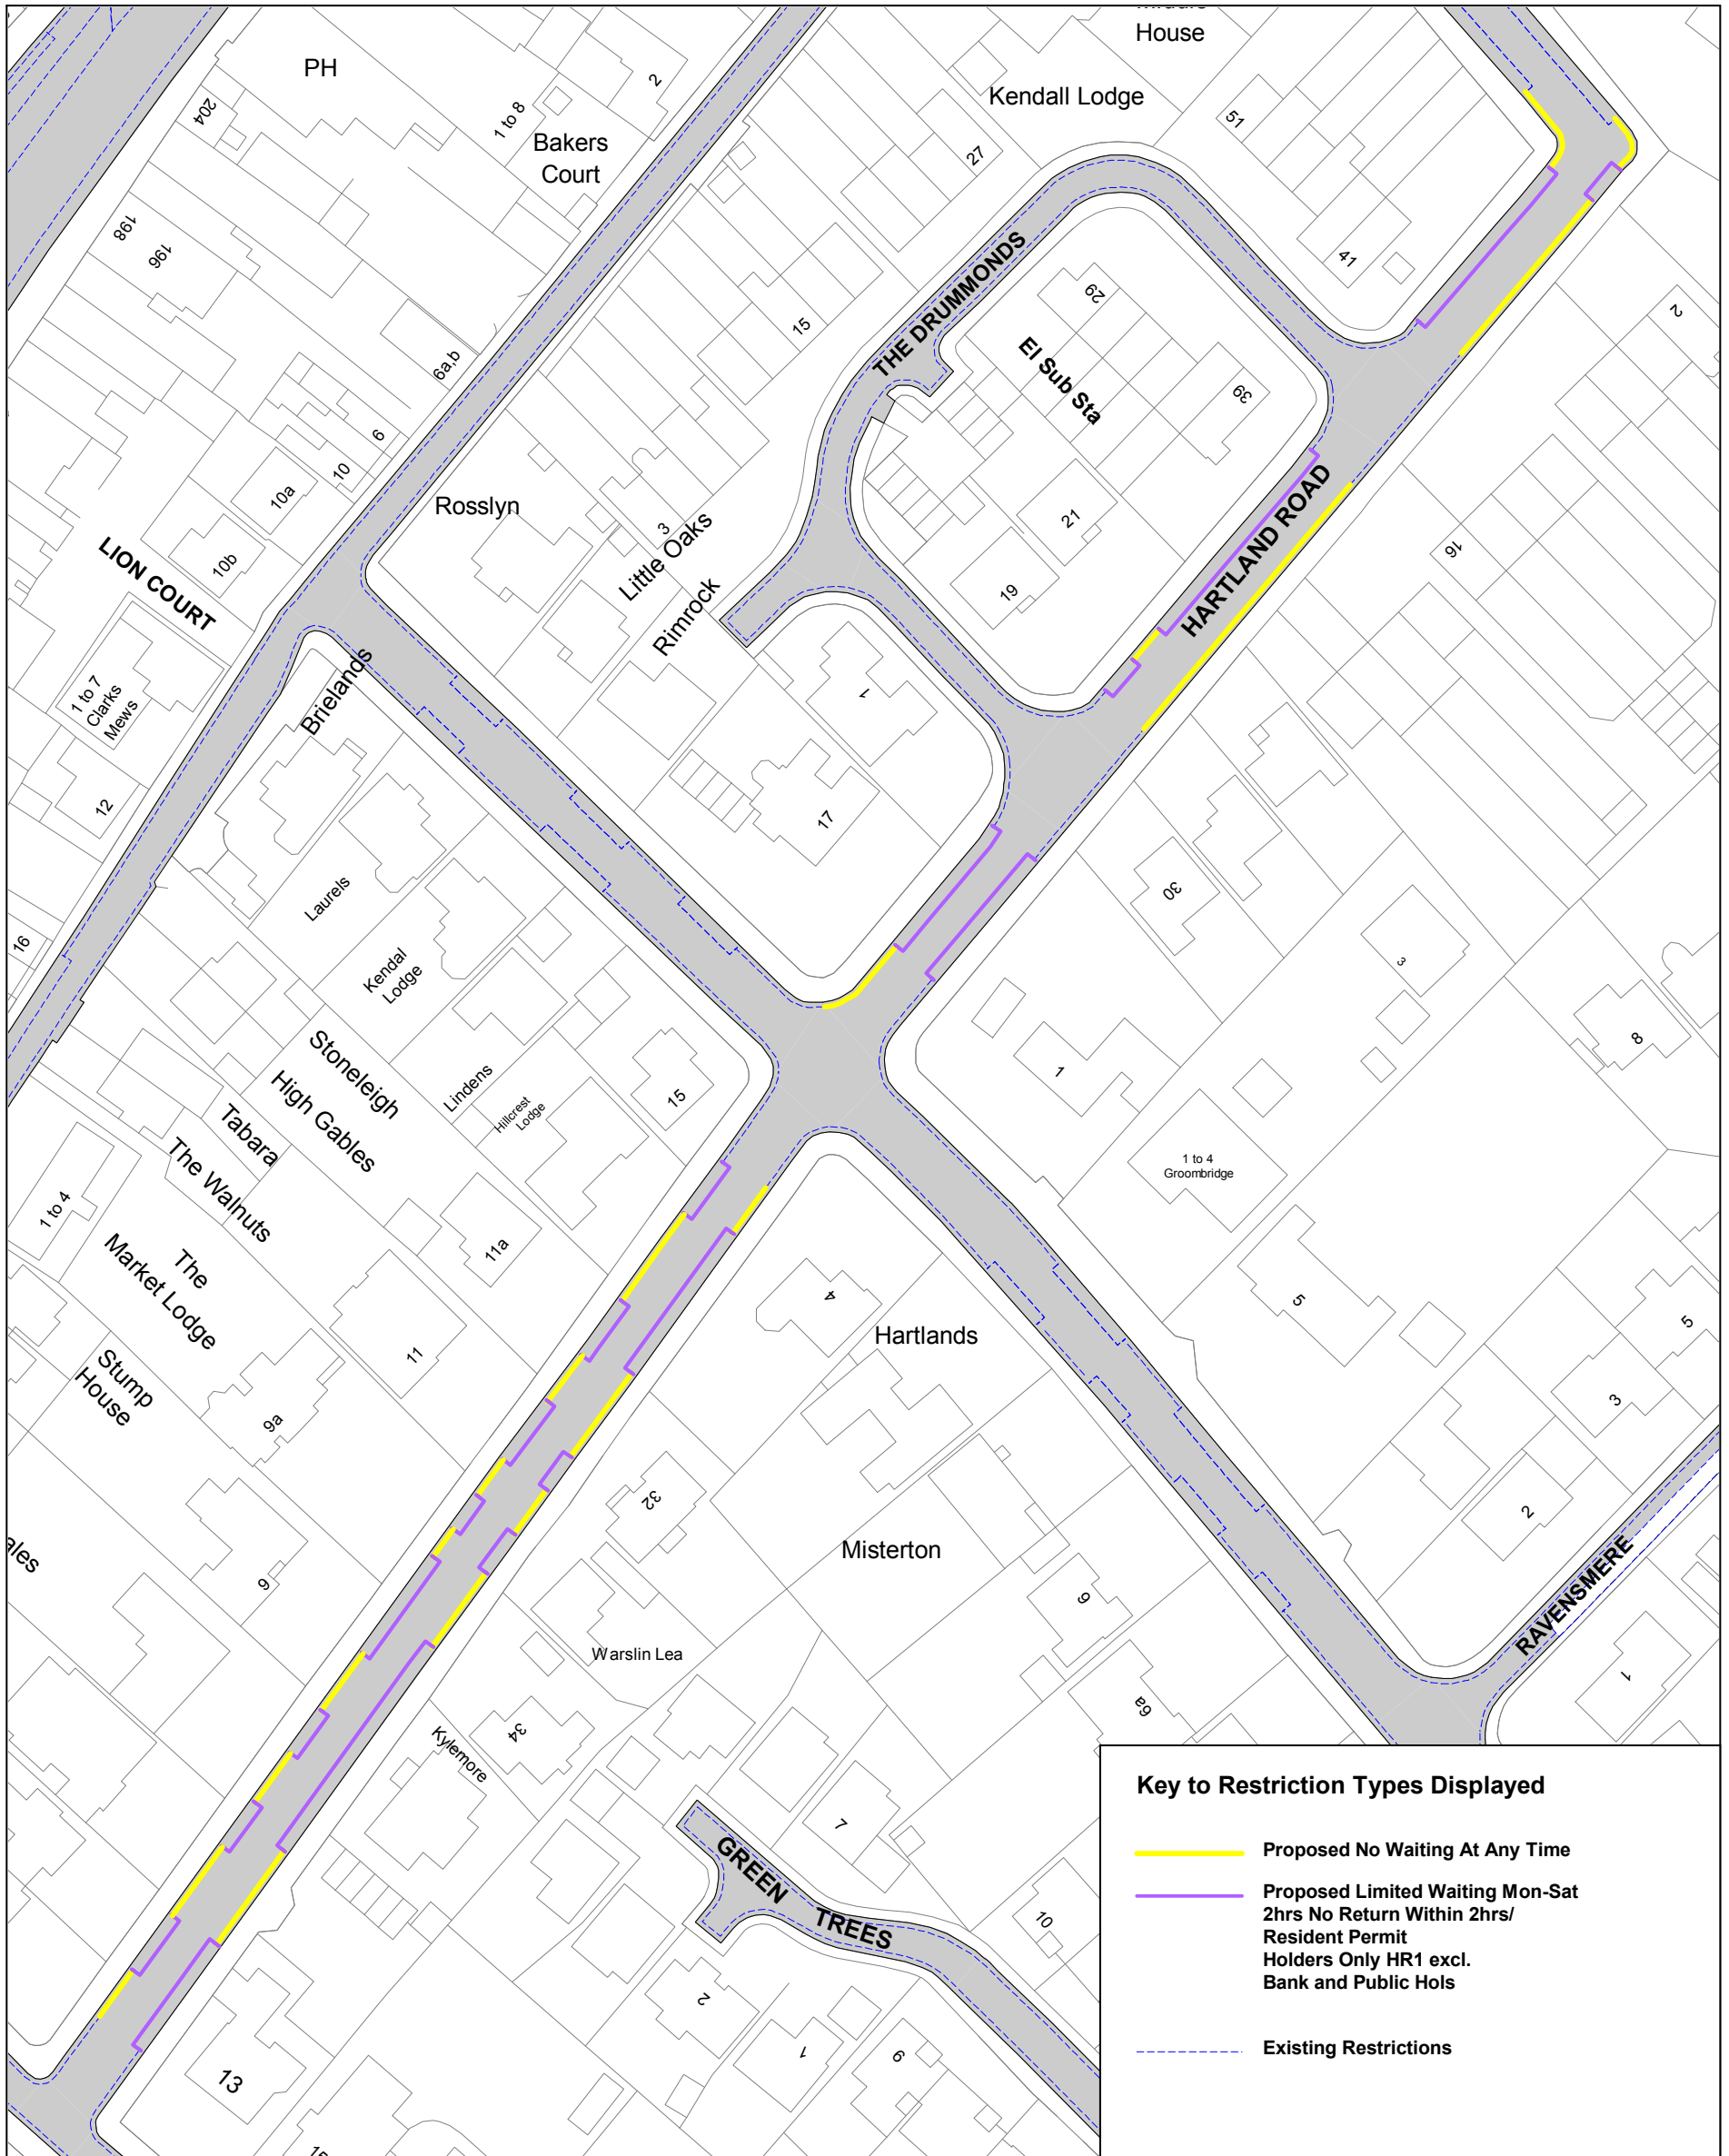 House
PH
Kendall Lodge
204
1 to 8
2
51
Bakers
Court
27
198
196
41
THE DRUMMONDS
29
2
15
El Sub Sta
6a,b
39
6
10
10a
Rosslyn
HARTLAND ROAD
3
Little Oaks
21
16
LION COURT
10b
19
Rimrock
1 to 7
Clarks
Mews
Brielands
1
12
17
Laurels
30
16
Kendal
Lodge
3
8
Stoneleigh
High Gables
Lindens
Hillcrest
Lodge
15
1
Tabara
The Walnuts
1 to 4
Groombridge
1 to 4
The
Market Lodge
11a
4
5
5
Hartlands
11
Stump
House
3
9a
32
2
ales
Misterton
9
9
RAVENSMERE
Warslin Lea
1
34
Kylemore
9a
7
GREEN
TREES
10
2
1
9
13
15
Key to Restriction Types Displayed
Proposed No Waiting At Any Time
Proposed Limited Waiting Mon-Sat
2hrs No Return Within 2hrs/
Resident Permit
Holders Only HR1 excl.
Bank and Public Hols
Existing Restrictions